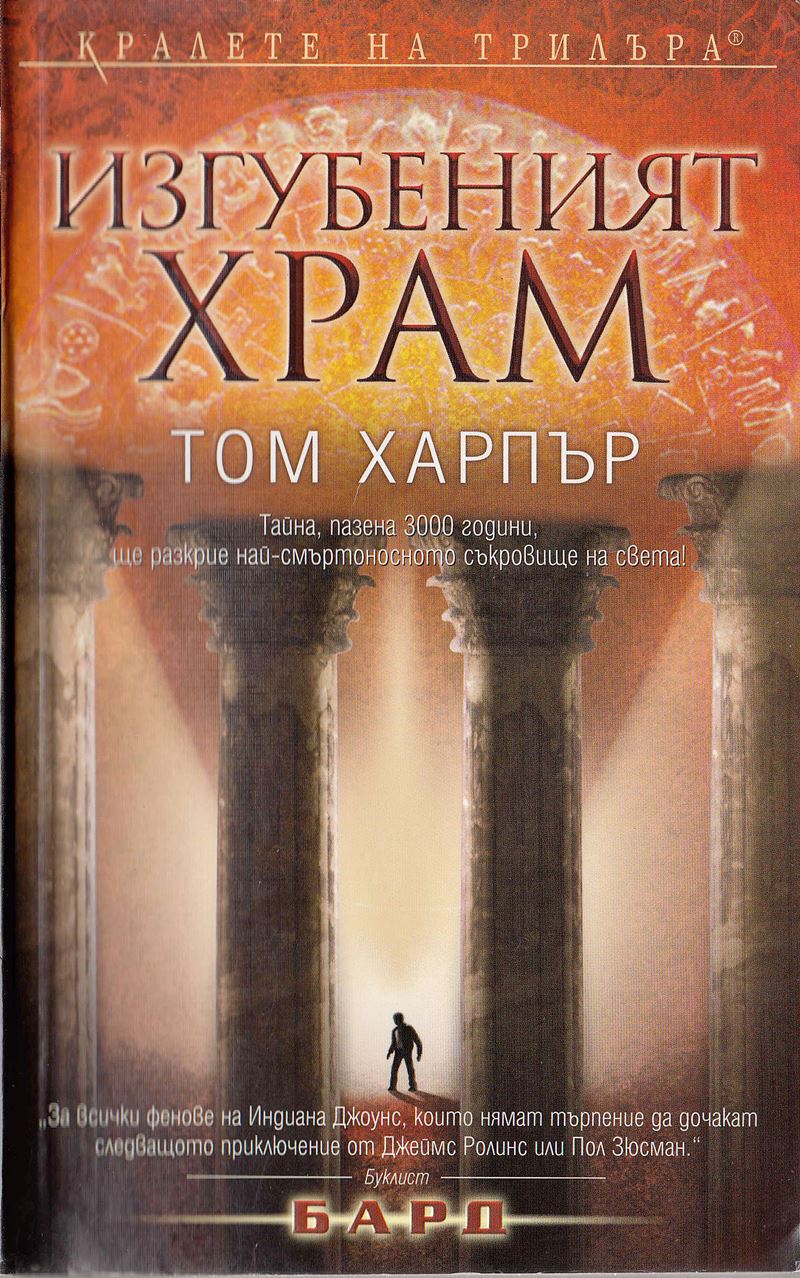 КРАЛЕТЕ НА ТРИЛЪРА®
ИЗГУБЕНИЯТ
ХРАМ
ТОМ ХАРПЪР
Тайна, пазена 3000 години,
ще разкрие най-смъртоносното съкровище на света!
„За всички фенове на Индиана Джоунс, които нямат търпение да дочакат
следващото приключение от Джеймс Ролинс или Пол Зюсман.“
Буклист
БАРД